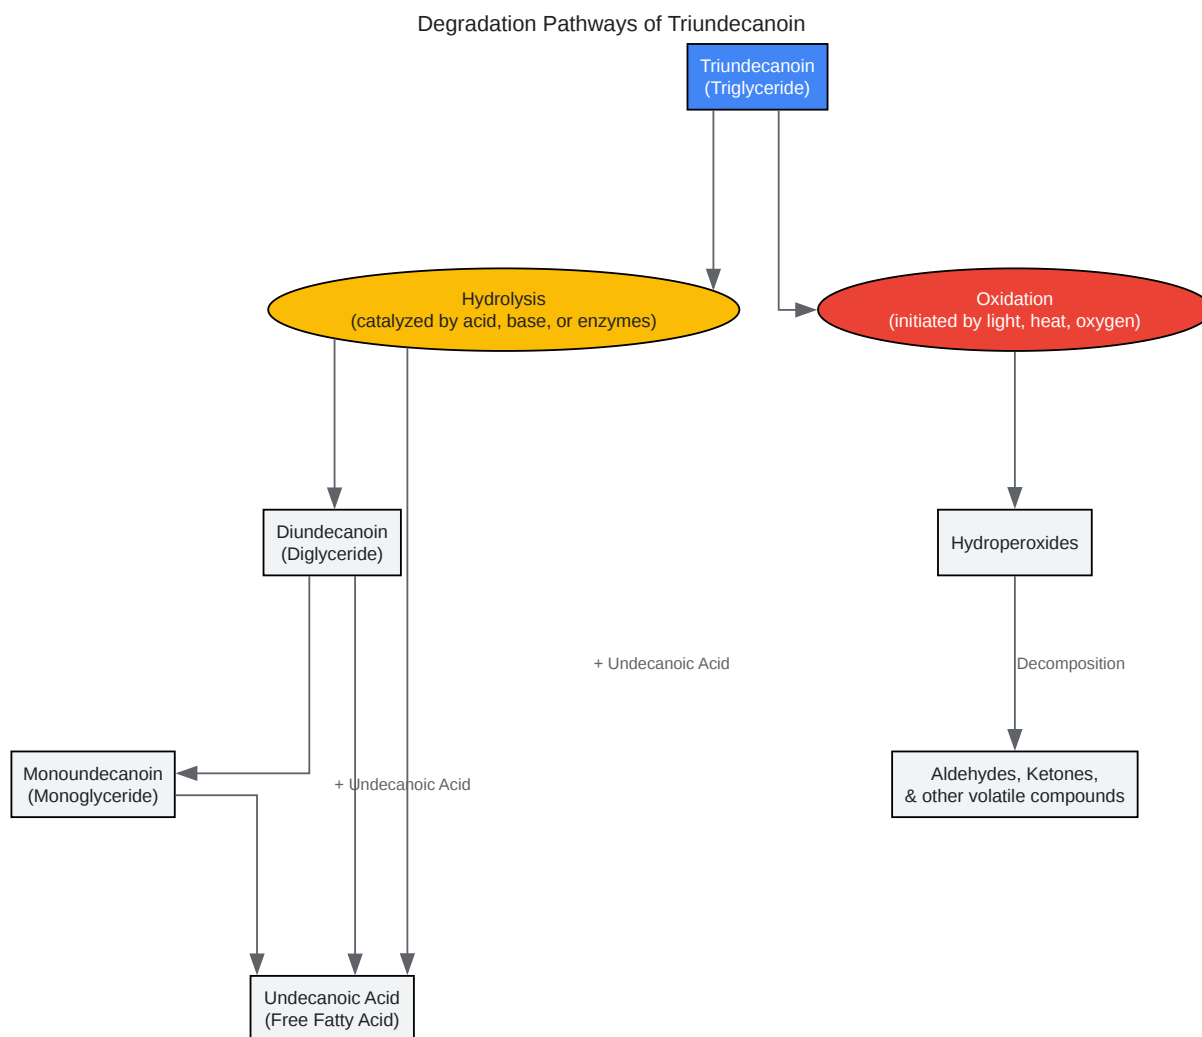 Degradation Pathways of Triundecanoin
Triundecanoin
(Triglyceride)
Hydrolysis
(catalyzed by acid, base, or enzymes)
Oxidation
(initiated by light, heat, oxygen)
Diundecanoin
(Diglyceride)
Hydroperoxides
+ Undecanoic Acid
Decomposition
Monoundecanoin
(Monoglyceride)
+ Undecanoic Acid
Aldehydes, Ketones,
& other volatile compounds
Undecanoic Acid
(Free Fatty Acid)